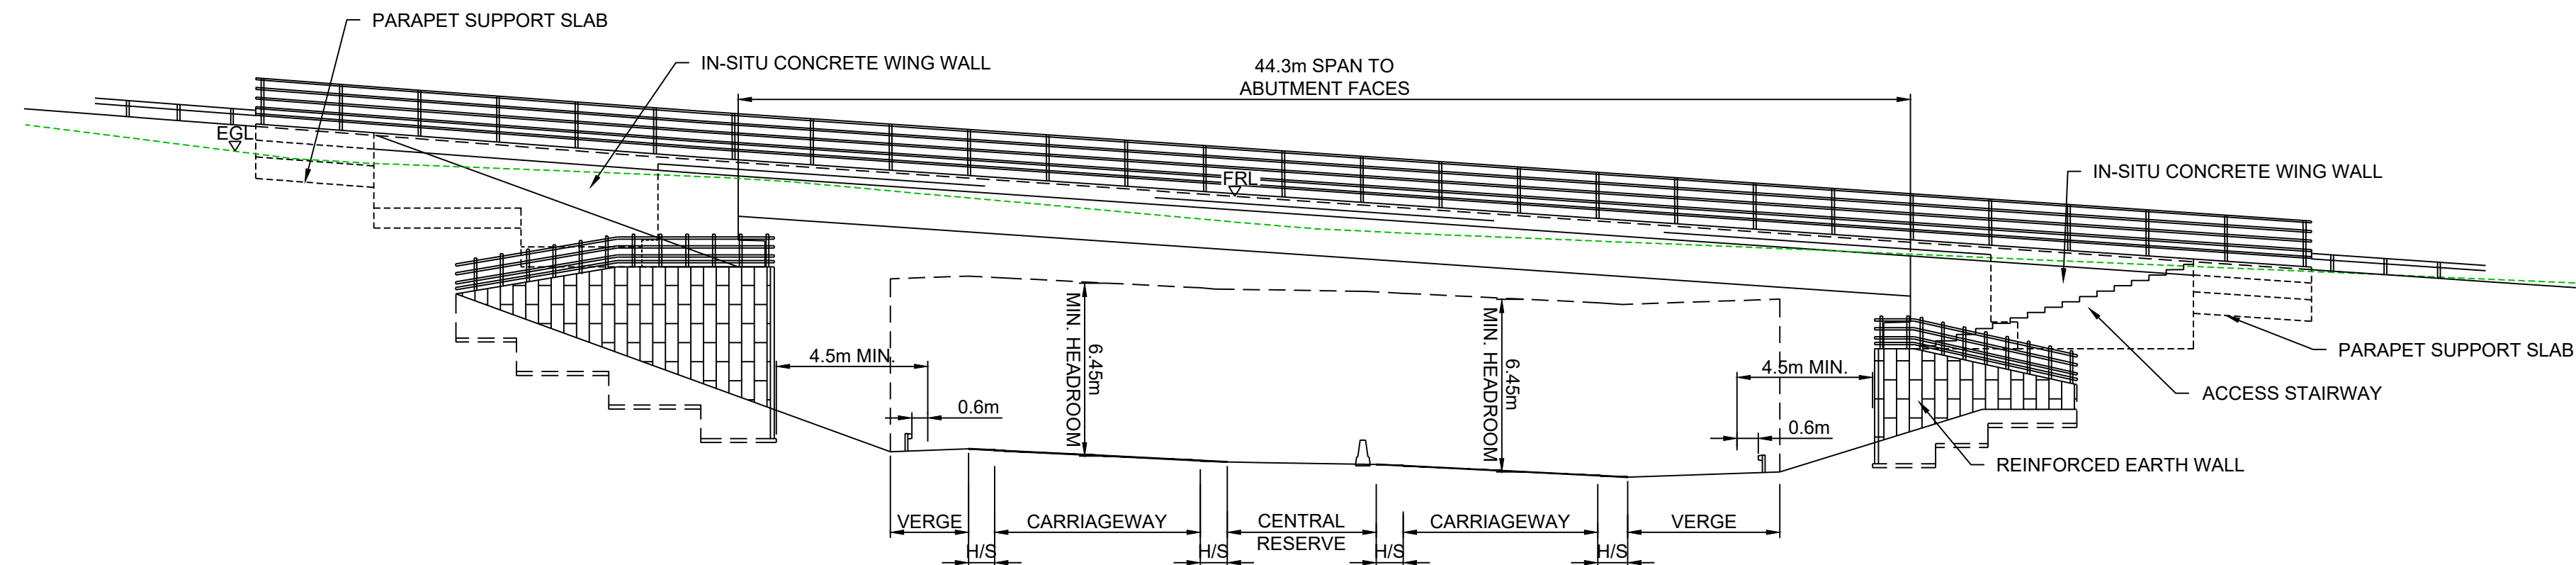 PARAPET SUPPORT SLAB
IN-SITU CONCRETE WING WALL
44.3m SPAN TO
ABUTMENT FACES
EGL
FRL
IN-SITU CONCRETE WING WALL
4.5m MIN.
0.6m
MIN. HEADROOM
6.45m
MIN. HEADROOM
6.45m
4.5m MIN.
0.6m
PARAPET SUPPORT SLAB
ACCESS STAIRWAY
REINFORCED EARTH WALL
VERGE
CARRIAGEWAY
CENTRAL
RESERVE
CARRIAGEWAY
VERGE
H/S
H/S
H/S
H/S